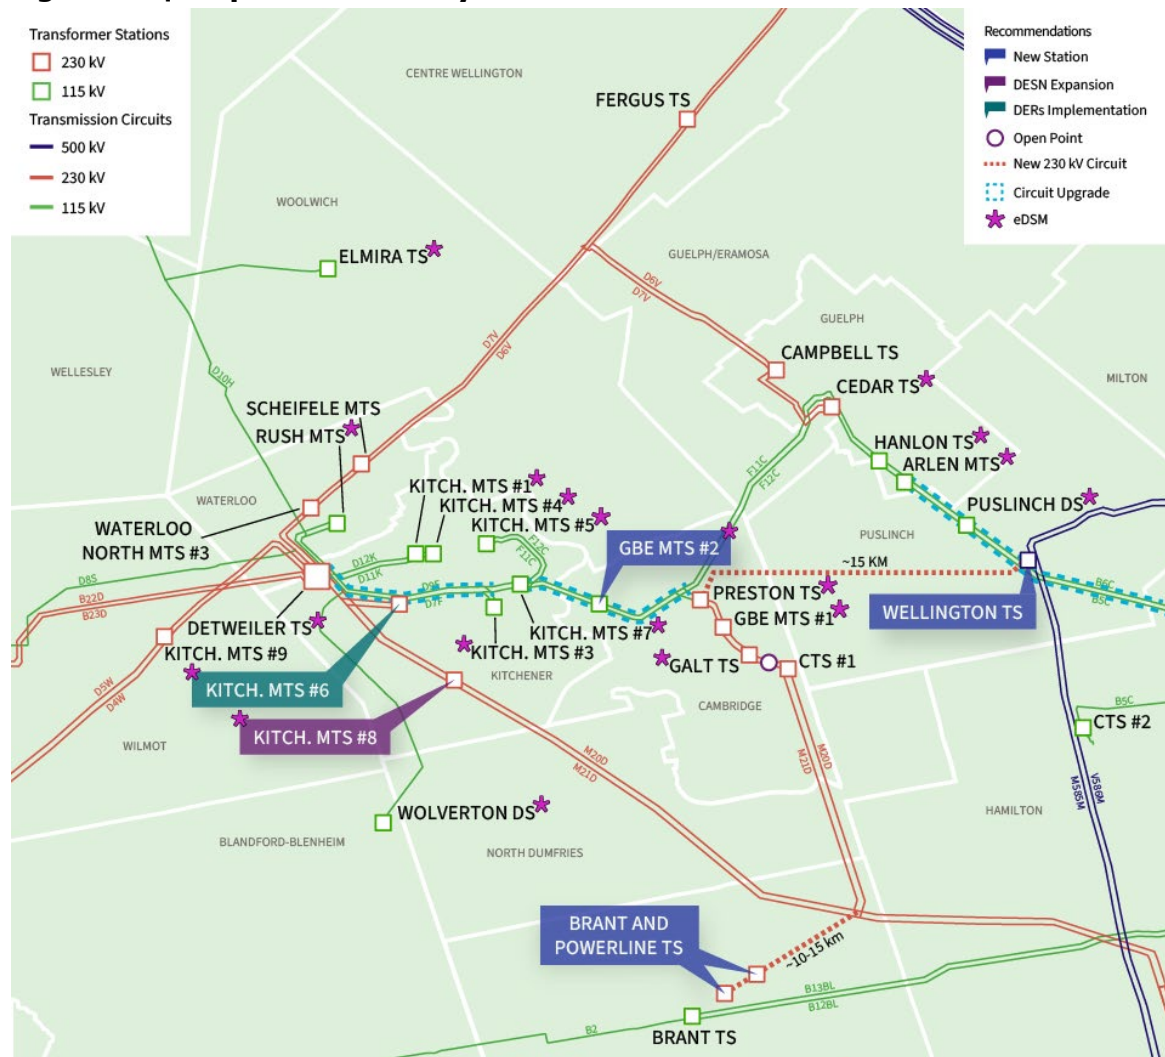 Transformer Stations
230 kV
115 kV
Transmission Circuits
500 kV
230 kV
115 kV
Recommendations
New Station
DESN Expansion
DERs Implementation
Open Point
New 230 kV Circuit
Circuit Upgrade
eDSM
CENTRE WELLINGTON
FERGUS TS
WOOLWICH
ELMIRA TS
GUELPH/ERAMOSA
D6V
D7V
GUELPH
D7V
D6V
CAMPBELL TS
WELLESLEY
D10H
MILTON
CEDAR TS
SCHEIFELE MTS
RUSH MTS
HANLON TS
ARLEN MTS
F11C
F12C
KITCH. MTS #1
KITCH. MTS #4
KITCH. MTS #5
WATERLOO
PUSLINCH DS
WATERLOO
NORTH MTS #3
PUSLINCH
F12C
F11C
GBE MTS #2
~15 KM
D12K
D11K
D8S
D9F
D7F
B22D
B23D
B6C
B5C
PRESTON TS
GBE MTS #1
WELLINGTON TS
DETWEILER TS
KITCH. MTS #7
KITCH. MTS #9
KITCH. MTS #3
GALT TS
CTS #1
KITCHENER
KITCH. MTS #6
D5W
D4W
CAMBRIDGE
B5C
CTS #2
KITCH. MTS #8
WILMOT
M20D
M21D
M20D
M21D
V586M
M585M
WOLVERTON DS
HAMILTON
BLANDFORD-BLENHEIM
NORTH DUMFRIES
BRANT AND
POWERLINE TS
~10-15 km
B13BL
B12BL
B2
BRANT TS